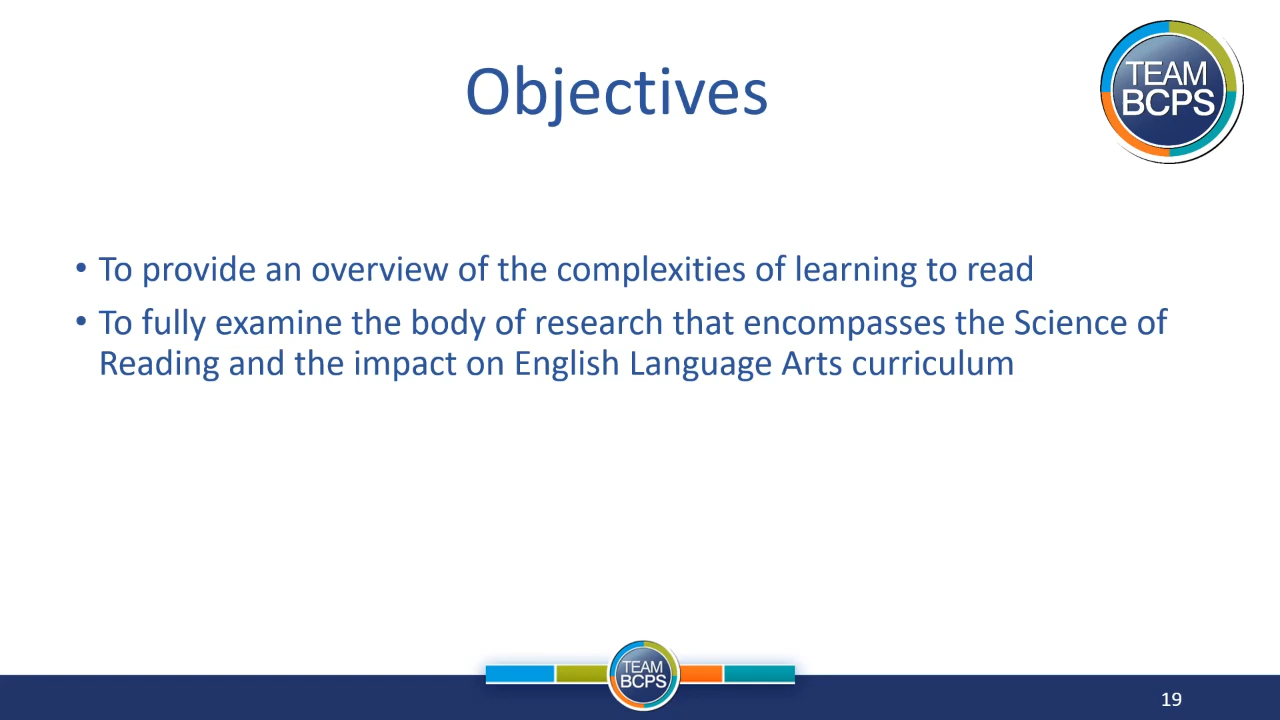 Objectives
TEAM
BCPS
• To provide an overview of the complexities of learning to read
• To fully examine the body of research that encompasses the Science of
Reading and the impact on English Language Arts curriculum
TEAM
BCPS
19